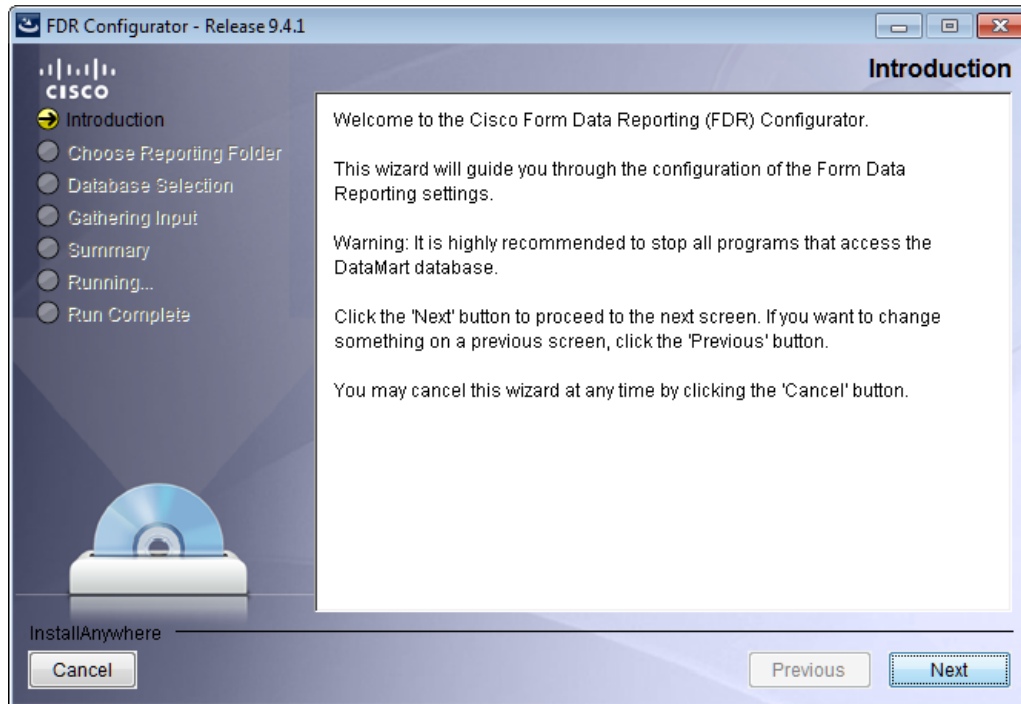 FDR Configurator - Release 9.4.1
CISCO
Introduction
Introduction
Choose Reporting Folder
Database Selection
Gathering Input
Summary
Running...
Run Complete
Welcome to the Cisco Form Data Reporting (FDR) Configurator.
This wizard will guide you through the configuration of the Form Data
Reporting settings.
Warning: It is highly recommended to stop all programs that access the
DataMart database.
Click the 'Next' button to proceed to the next screen. If you want to change
something on a previous screen, click the 'Previous' button.
You may cancel this wizard at any time by clicking the 'Cancel' button.
InstallAnywhere
Cancel
Previous
Next